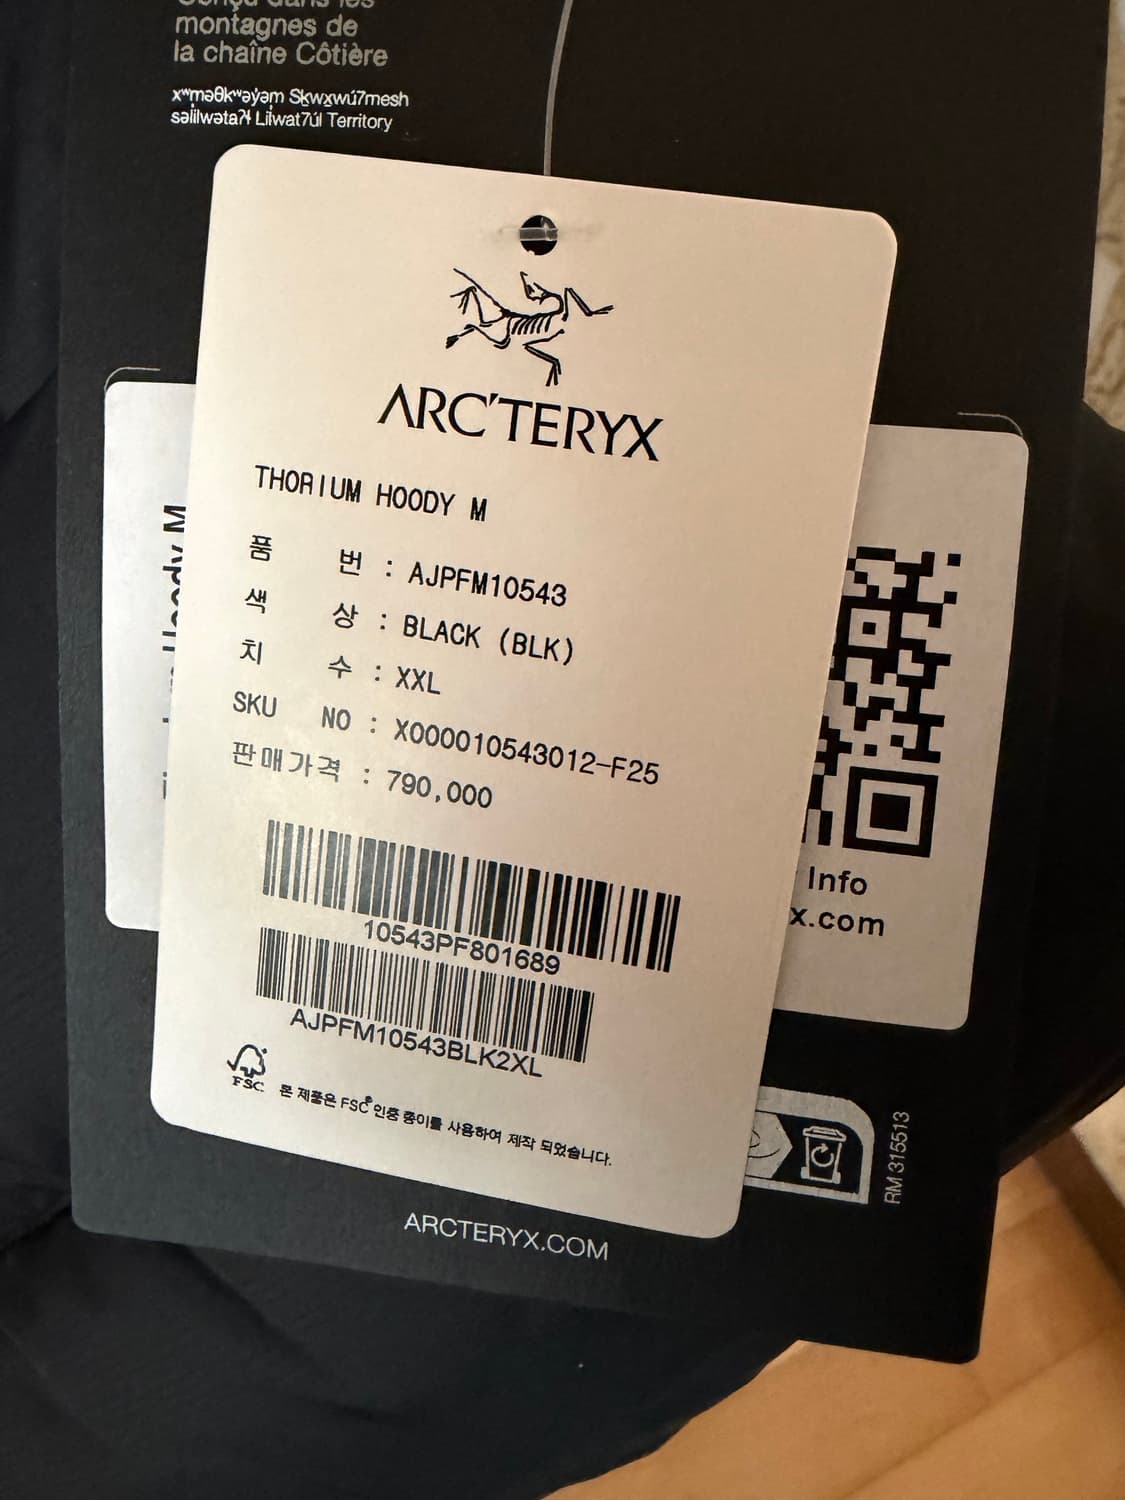 montagnes de
la chaîne Côtière
xʷməθkʷəy̓əm Sḵwx̱wú7mesh
səl̓ilwətaʔɬ Lil̓wat7úl Territory
ARC'TERYX
THORIUM HOODY M
품 번 : AJPFM10543
색 상 : BLACK (BLK)
치 수 : XXL
SKU NO : X000010543012-F25
판매가격 : 790,000
10543PF801689
AJPFM10543BLK2XL
FSC
본 제품은 FSC® 인증 종이를 사용하여 제작 되었습니다.
Hoody M
Info
x.com
RM 315513
ARCTERYX.COM